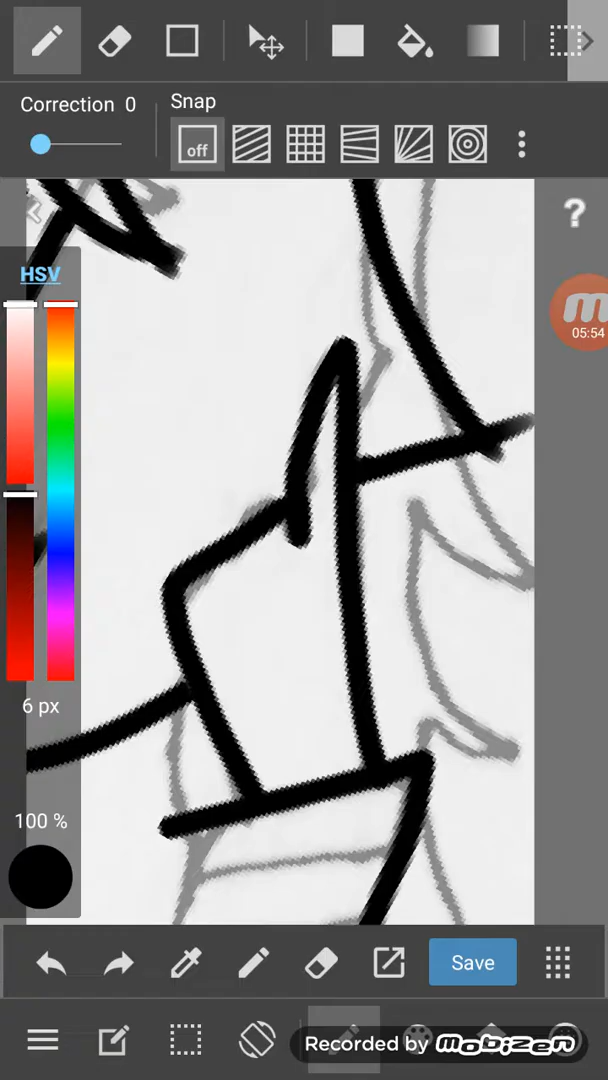 Correction 0
Snap
off
?
HSV
m
05:54
6 px
100 %
Save
Recorded by mobizen